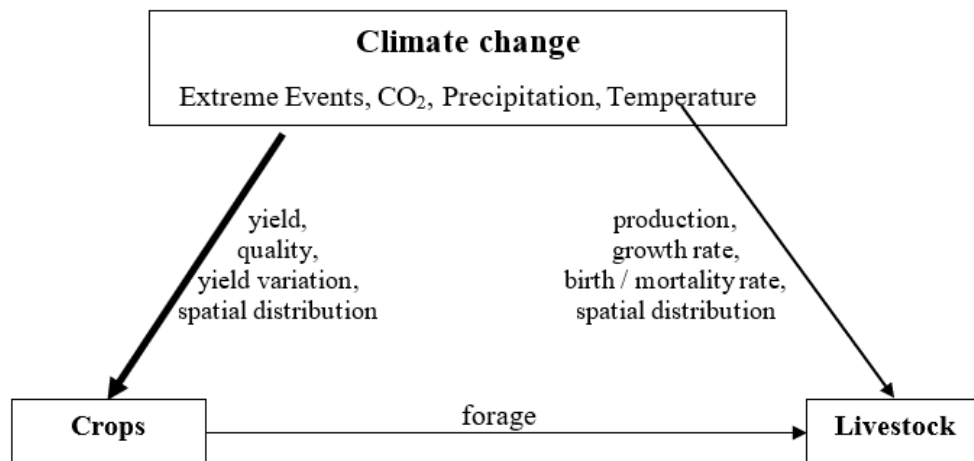 Climate change
Extreme Events, CO₂, Precipitation, Temperature
yield,
quality,
yield variation,
spatial distribution
production,
growth rate,
birth / mortality rate,
spatial distribution
Crops
forage
Livestock